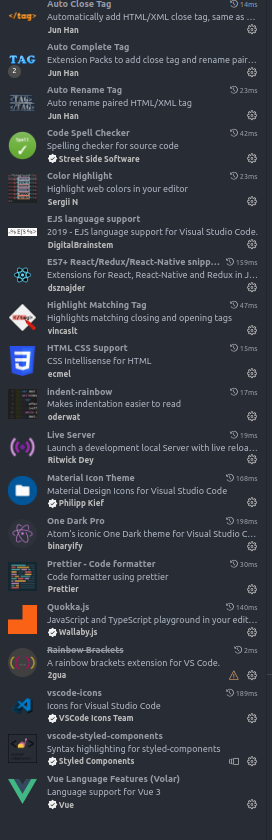 Auto Close Tag 14ms
Automatically add HTML/XML close tag, same as ...
Jun Han
Auto Complete Tag
Extension Packs to add close tag and rename pair...
Jun Han
2
Auto Rename Tag 23ms
Auto rename paired HTML/XML tag
Jun Han
Code Spell Checker 42ms
Spelling checker for source code
Street Side Software
Color Highlight 23ms
Highlight web colors in your editor
Sergii N
EJS language support
2019 - EJS language support for Visual Studio Code.
DigitalBrainstem
ES7+ React/Redux/React-Native snipp... 159ms
Extensions for React, React-Native and Redux in J...
dsznajder
Highlight Matching Tag 47ms
Highlights matching closing and opening tags
vincaslt
HTML CSS Support 15ms
CSS Intellisense for HTML
ecmel
indent-rainbow 17ms
Makes indentation easier to read
oderwat
Live Server 19ms
Launch a development local Server with live reloa...
Ritwick Dey
Material Icon Theme 168ms
Material Design Icons for Visual Studio Code
Philipp Kief
One Dark Pro 198ms
Atom's iconic One Dark theme for Visual Studio C...
binaryify
Prettier - Code formatter 30ms
Code formatter using prettier
Prettier
Quokka.js 140ms
JavaScript and TypeScript playground in your edit...
Wallaby.js
Rainbow Brackets 2ms
A rainbow brackets extension for VS Code.
2gua
vscode-icons 189ms
Icons for Visual Studio Code
VSCode Icons Team
vscode-styled-components
Syntax highlighting for styled-components
Styled Components
Vue Language Features (Volar)
Language support for Vue 3
Vue